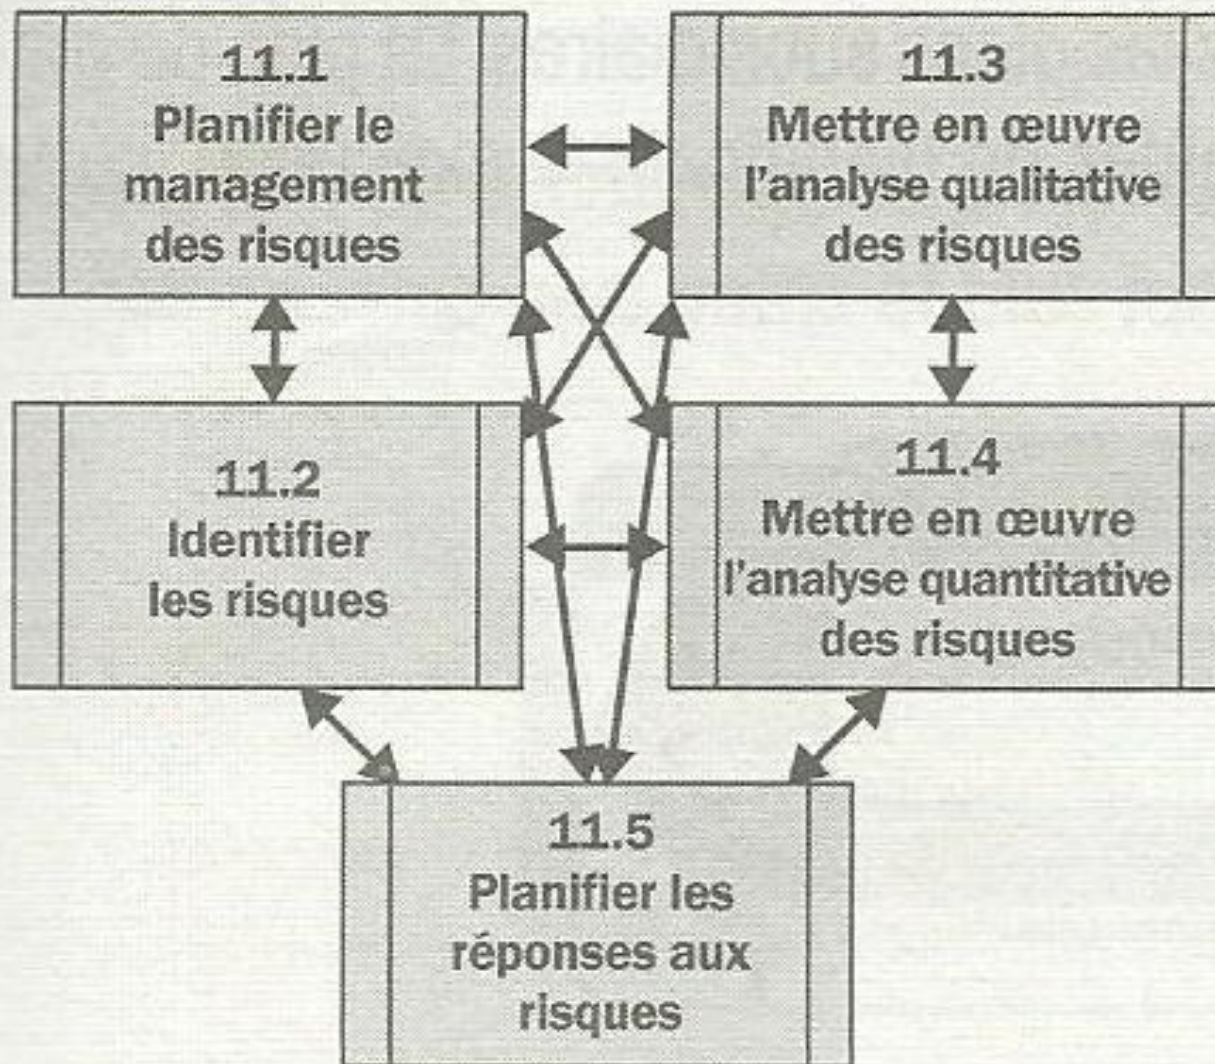 11.1
Planifier le
management
des risques
11.3
Mettre en œuvre
l'analyse qualitative
des risques
11.2
Identifier
les risques
11.4
Mettre en œuvre
l'analyse quantitative
des risques
11.5
Planifier les
réponses aux
risques